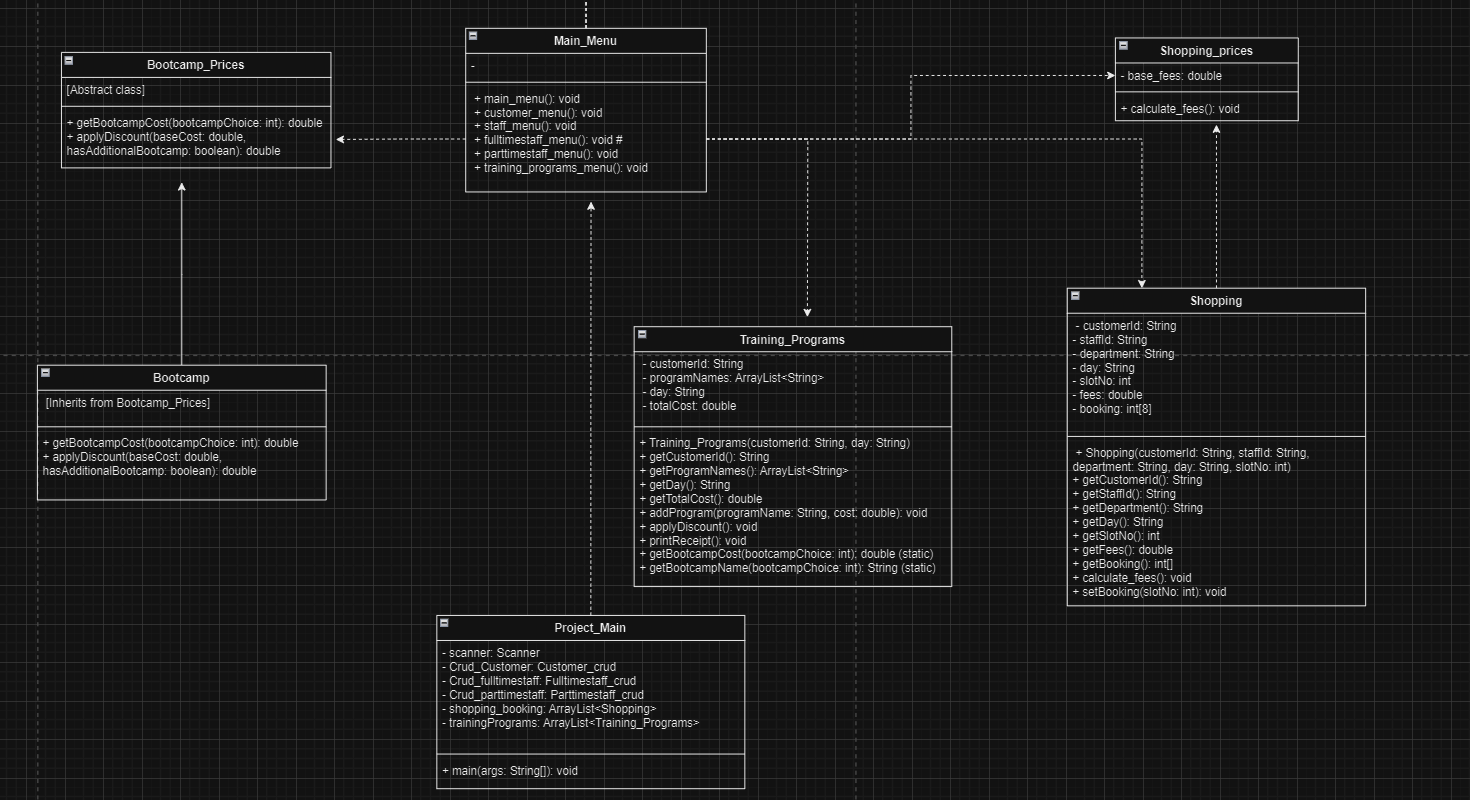 Bootcamp_Prices
[Abstract class]
+ getBootcampCost(bootcampChoice: int): double
+ applyDiscount(baseCost: double,
hasAdditionalBootcamp: boolean): double
Main_Menu
-
+ main_menu(): void
+ customer_menu(): void
+ staff_menu(): void
+ fulltimestaff_menu(): void #
+ parttimestaff_menu(): void
+ training_programs_menu(): void
Shopping_prices
- base_fees: double
+ calculate_fees(): void
Bootcamp
[Inherits from Bootcamp_Prices]
+ getBootcampCost(bootcampChoice: int): double
+ applyDiscount(baseCost: double,
hasAdditionalBootcamp: boolean): double
Training_Programs
- customerId: String
- programNames: ArrayList<String>
- day: String
- totalCost: double
+ Training_Programs(customerId: String, day: String)
+ getCustomerId(): String
+ getProgramNames(): ArrayList<String>
+ getDay(): String
+ getTotalCost(): double
+ addProgram(programName: String, cost: double): void
+ applyDiscount(): void
+ printReceipt(): void
+ getBootcampCost(bootcampChoice: int): double (static)
+ getBootcampName(bootcampChoice: int): String (static)
Shopping
- customerId: String
- staffId: String
- department: String
- day: String
- slotNo: int
- fees: double
- booking: int[8]
+ Shopping(customerId: String, staffId: String,
department: String, day: String, slotNo: int)
+ getCustomerId(): String
+ getStaffId(): String
+ getDepartment(): String
+ getDay(): String
+ getSlotNo(): int
+ getFees(): double
+ getBooking(): int[]
+ calculate_fees(): void
+ setBooking(slotNo: int): void
Project_Main
- scanner: Scanner
- Crud_Customer: Customer_crud
- Crud_fulltimestaff: Fulltimestaff_crud
- Crud_parttimestaff: Parttimestaff_crud
- shopping_booking: ArrayList<Shopping>
- trainingPrograms: ArrayList<Training_Programs>
+ main(args: String[]): void